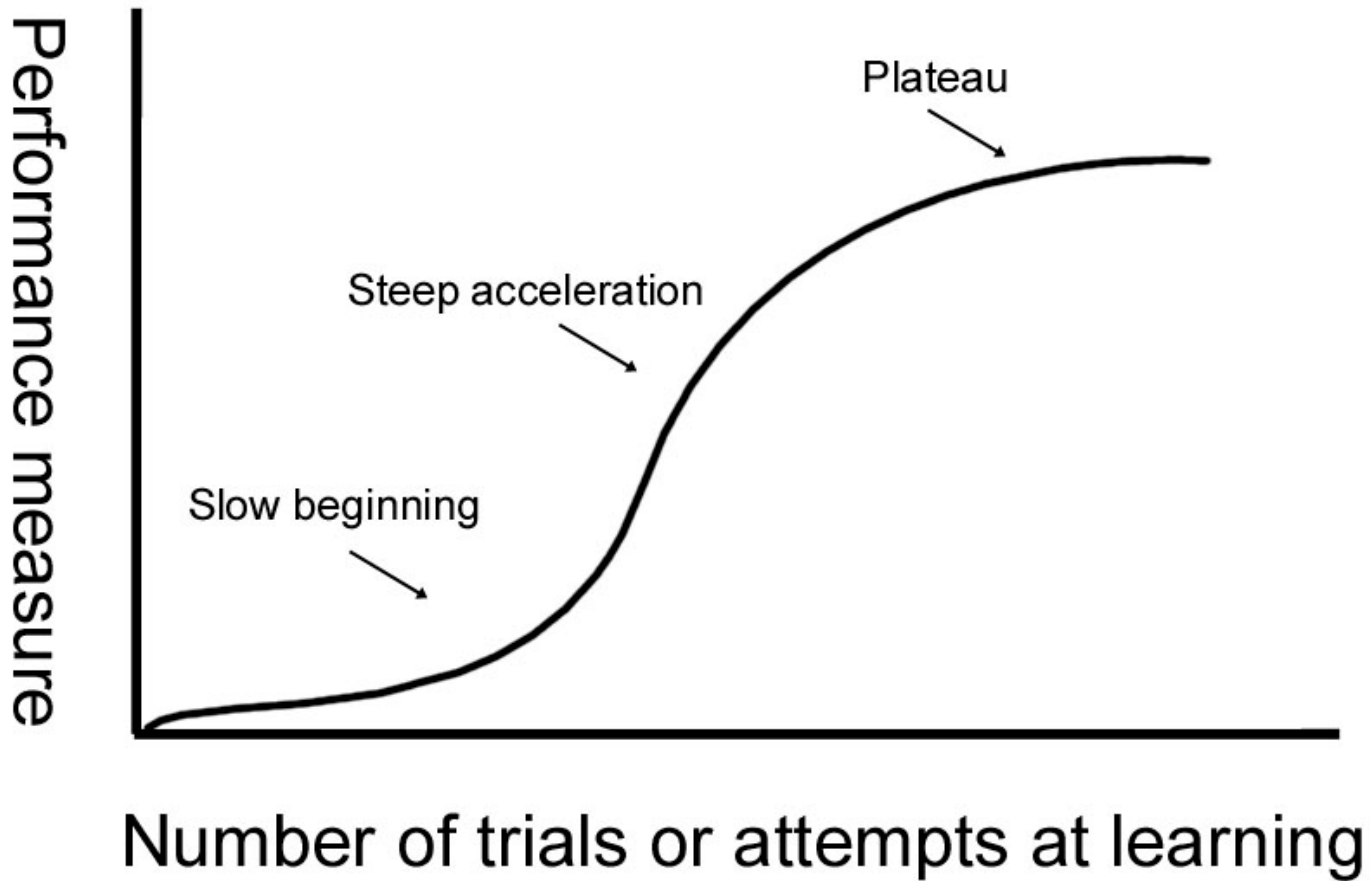 Performance measure
Plateau
Steep acceleration
Slow beginning
Number of trials or attempts at learning